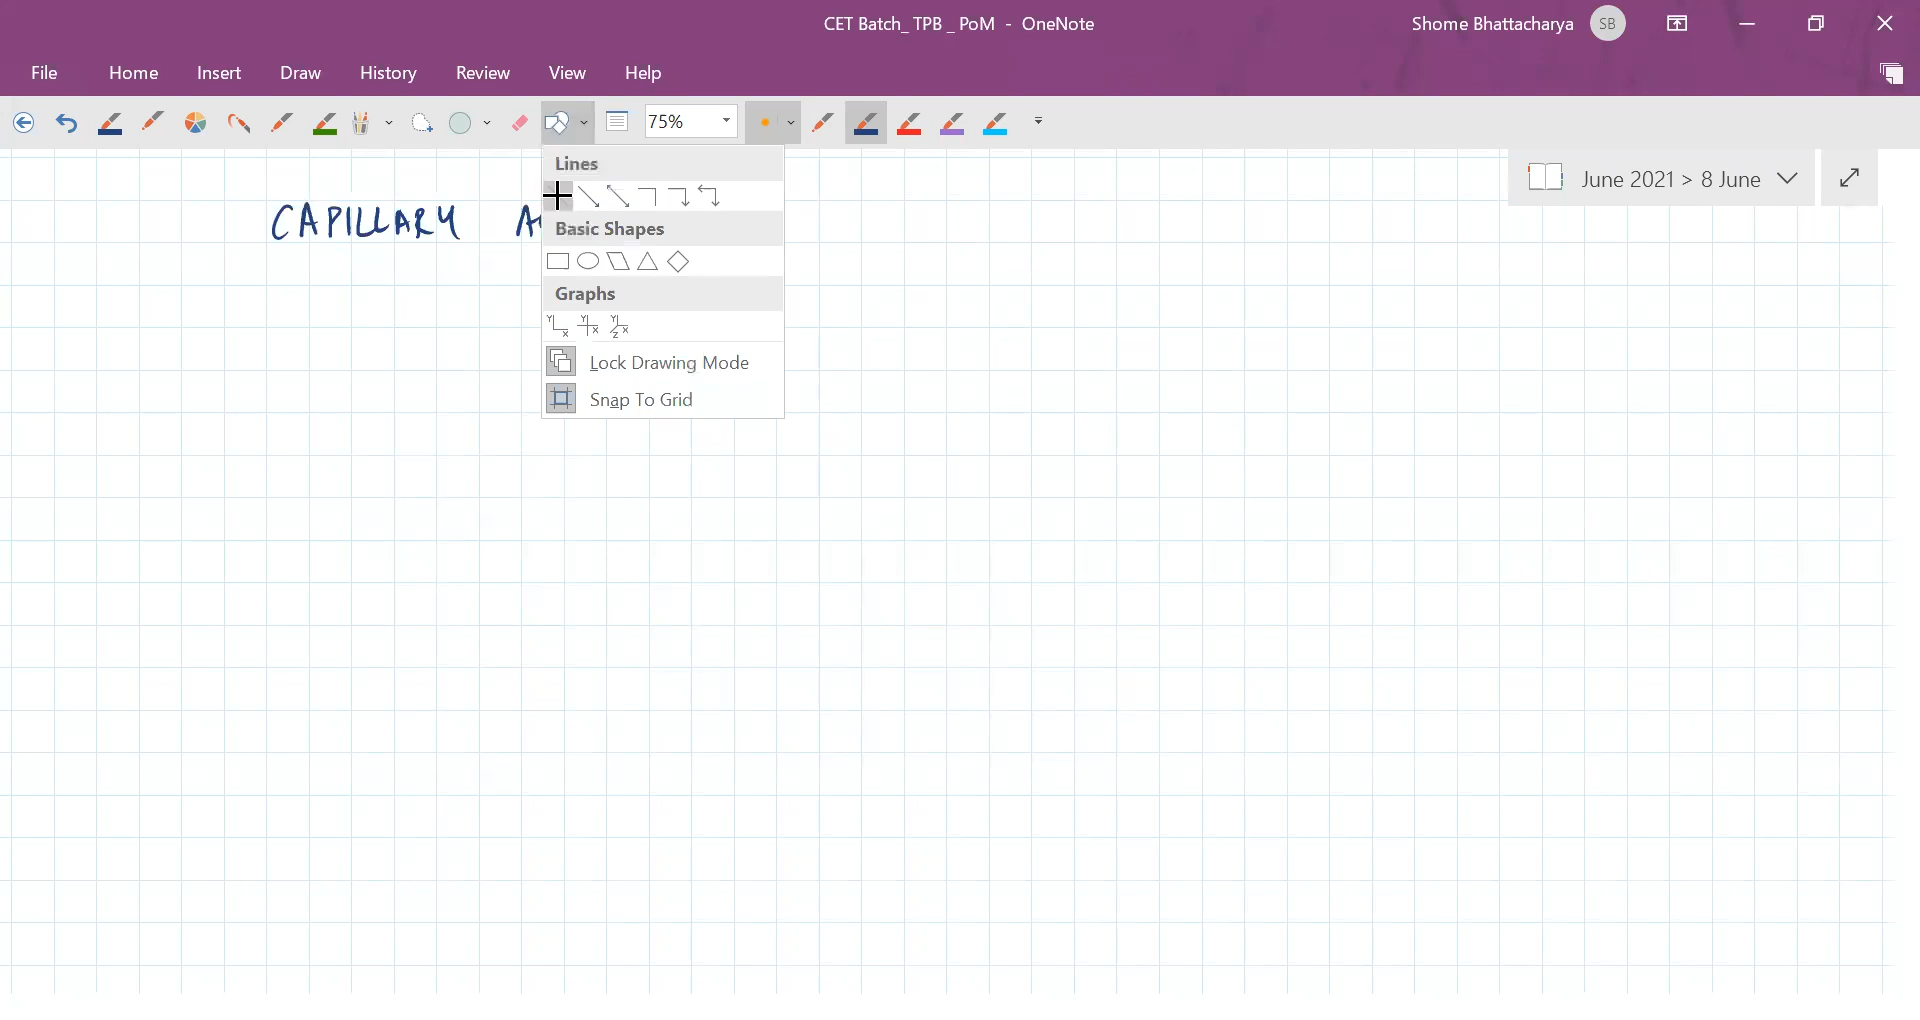 CET Batch_ TPB _ PoM - OneNote
Shome Bhattacharya SB
File Home Insert Draw History Review View Help
75%
Lines
June 2021 > 8 June
CAPILLARY
Basic Shapes
Graphs
Y X Y X Y Z X
Lock Drawing Mode
Snap To Grid